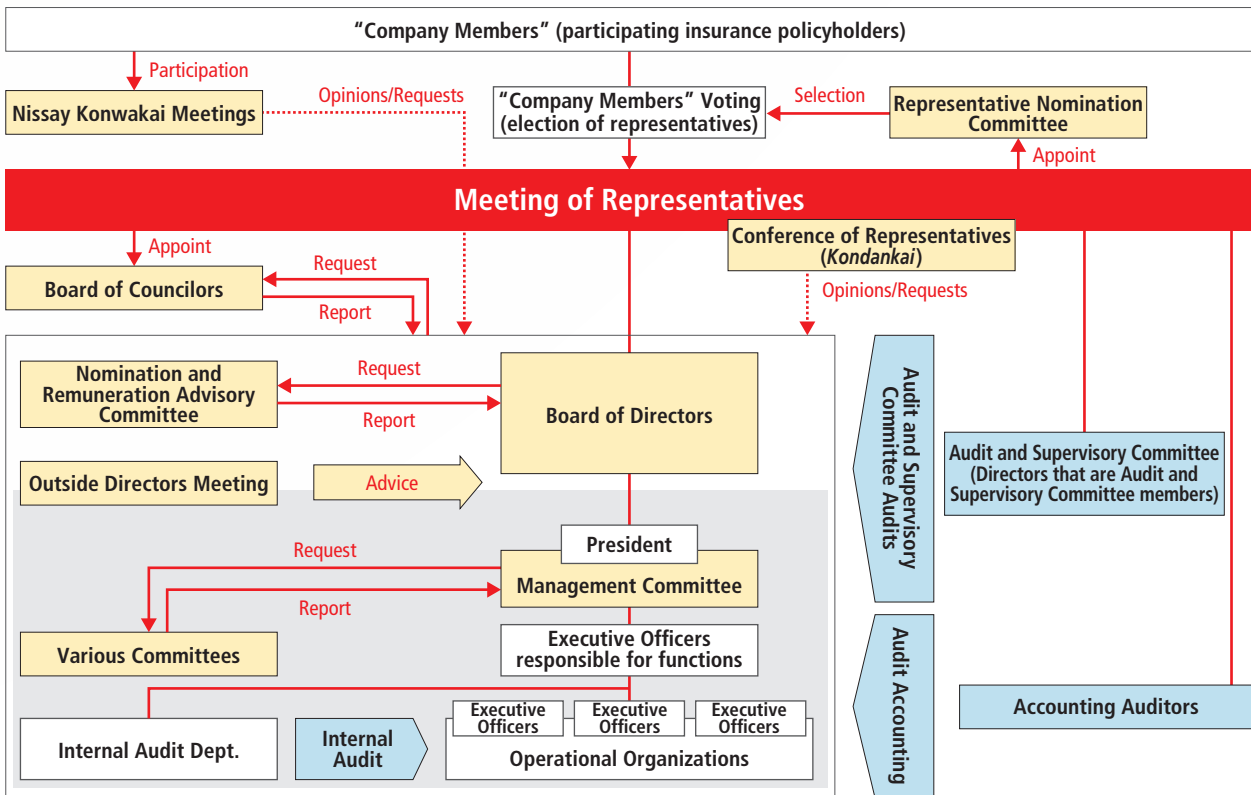 “Company Members” (participating insurance policyholders)
Participation
Nissay Konwakai Meetings
Opinions/Requests
“Company Members” Voting
(election of representatives)
Selection
Representative Nomination
Committee
Appoint
Meeting of Representatives
Appoint
Board of Councilors
Request
Report
Conference of Representatives
(Kondankai)
Opinions/Requests
Nomination and
Remuneration Advisory
Committee
Request
Report
Board of Directors
Outside Directors Meeting
Advice
Audit and Supervisory
Committee Audits
Audit and Supervisory Committee
(Directors that are Audit and
Supervisory Committee members)
President
Management Committee
Request
Report
Various Committees
Executive Officers
responsible for functions
Internal Audit Dept.
Internal
Audit
Executive
Officers
Executive
Officers
Executive
Officers
Operational Organizations
Audit Accounting
Accounting Auditors